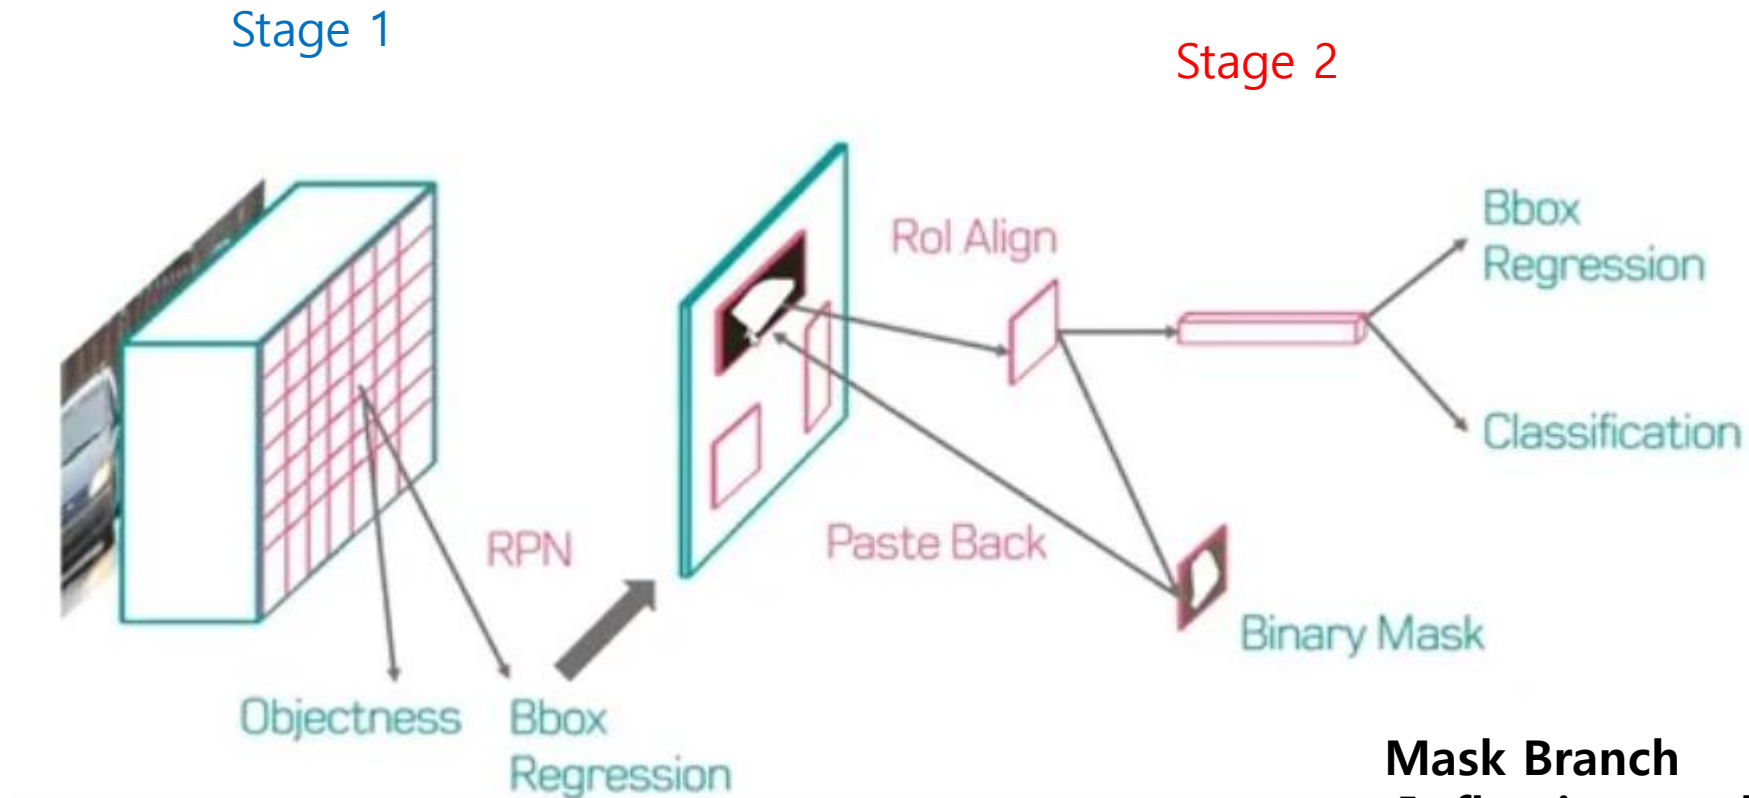 Stage 1
Stage 2
Bbox
Regression
RoI Align
Classification
RPN
Paste Back
Binary Mask
Objectness
Bbox
Regression
Mask Branch